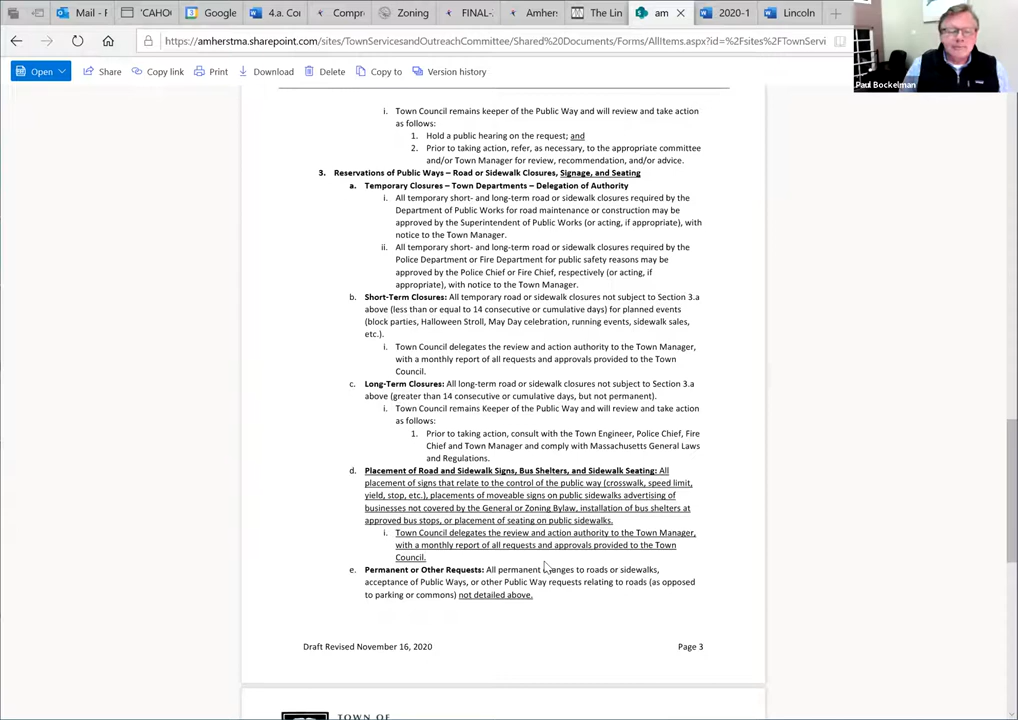 Mail - F
'CAHO
Google
4.a. Co
Compr
Zoning
FINAL-
Amher
The Lin
am
2020-1
Lincoln
https://amherstma.sharepoint.com/sites/TownServicesandOutreachCommittee/Shared%20Documents/Forms/AllItems.aspx?id=%2Fsites%2FTownServi
Open
Share
Copy link
Print
Download
Delete
Copy to
Version history
Paul Bockelman
i. Town Council remains keeper of the Public Way and will review and take action
as follows:
1. Hold a public hearing on the request; and
2. Prior to taking action, refer, as necessary, to the appropriate committee
and/or Town Manager for review, recommendation, and/or advice.
3. Reservations of Public Ways – Road or Sidewalk Closures, Signage, and Seating
a. Temporary Closures – Town Departments – Delegation of Authority
i. All temporary short- and long-term road or sidewalk closures required by the
Department of Public Works for road maintenance or construction may be
approved by the Superintendent of Public Works (or acting, if appropriate), with
notice to the Town Manager.
ii. All temporary short- and long-term road or sidewalk closures required by the
Police Department or Fire Department for public safety reasons may be
approved by the Police Chief or Fire Chief, respectively (or acting, if
appropriate), with notice to the Town Manager.
b. Short-Term Closures: All temporary road or sidewalk closures not subject to Section 3.a
above (less than or equal to 14 consecutive or cumulative days) for planned events
(block parties, Halloween Stroll, May Day celebration, running events, sidewalk sales,
etc.).
i. Town Council delegates the review and action authority to the Town Manager,
with a monthly report of all requests and approvals provided to the Town
Council.
c. Long-Term Closures: All long-term road or sidewalk closures not subject to Section 3.a
above (greater than 14 consecutive or cumulative days, but not permanent).
i. Town Council remains Keeper of the Public Way and will review and take action
as follows:
1. Prior to taking action, consult with the Town Engineer, Police Chief, Fire
Chief and Town Manager and comply with Massachusetts General Laws
and Regulations.
d. Placement of Road and Sidewalk Signs, Bus Shelters, and Sidewalk Seating: All
placement of signs that relate to the control of the public way (crosswalk, speed limit,
yield, stop, etc.), placements of moveable signs on public sidewalks advertising of
businesses not covered by the General or Zoning Bylaw, installation of bus shelters at
approved bus stops, or placement of seating on public sidewalks.
i. Town Council delegates the review and action authority to the Town Manager,
with a monthly report of all requests and approvals provided to the Town
Council.
e. Permanent or Other Requests: All permanent changes to roads or sidewalks,
acceptance of Public Ways, or other Public Way requests relating to roads (as opposed
to parking or commons) not detailed above.
Draft Revised November 16, 2020
Page 3
TOWN OF